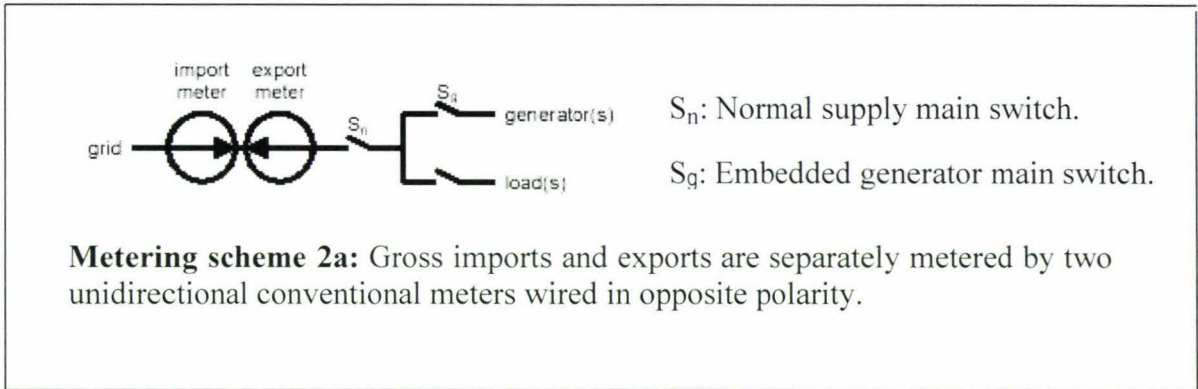 import export
meter meter
grid
Sn
Sg
generator(s)
load(s)
Sn: Normal supply main switch.
Sg: Embedded generator main switch.
Metering scheme 2a: Gross imports and exports are separately metered by two
unidirectional conventional meters wired in opposite polarity.